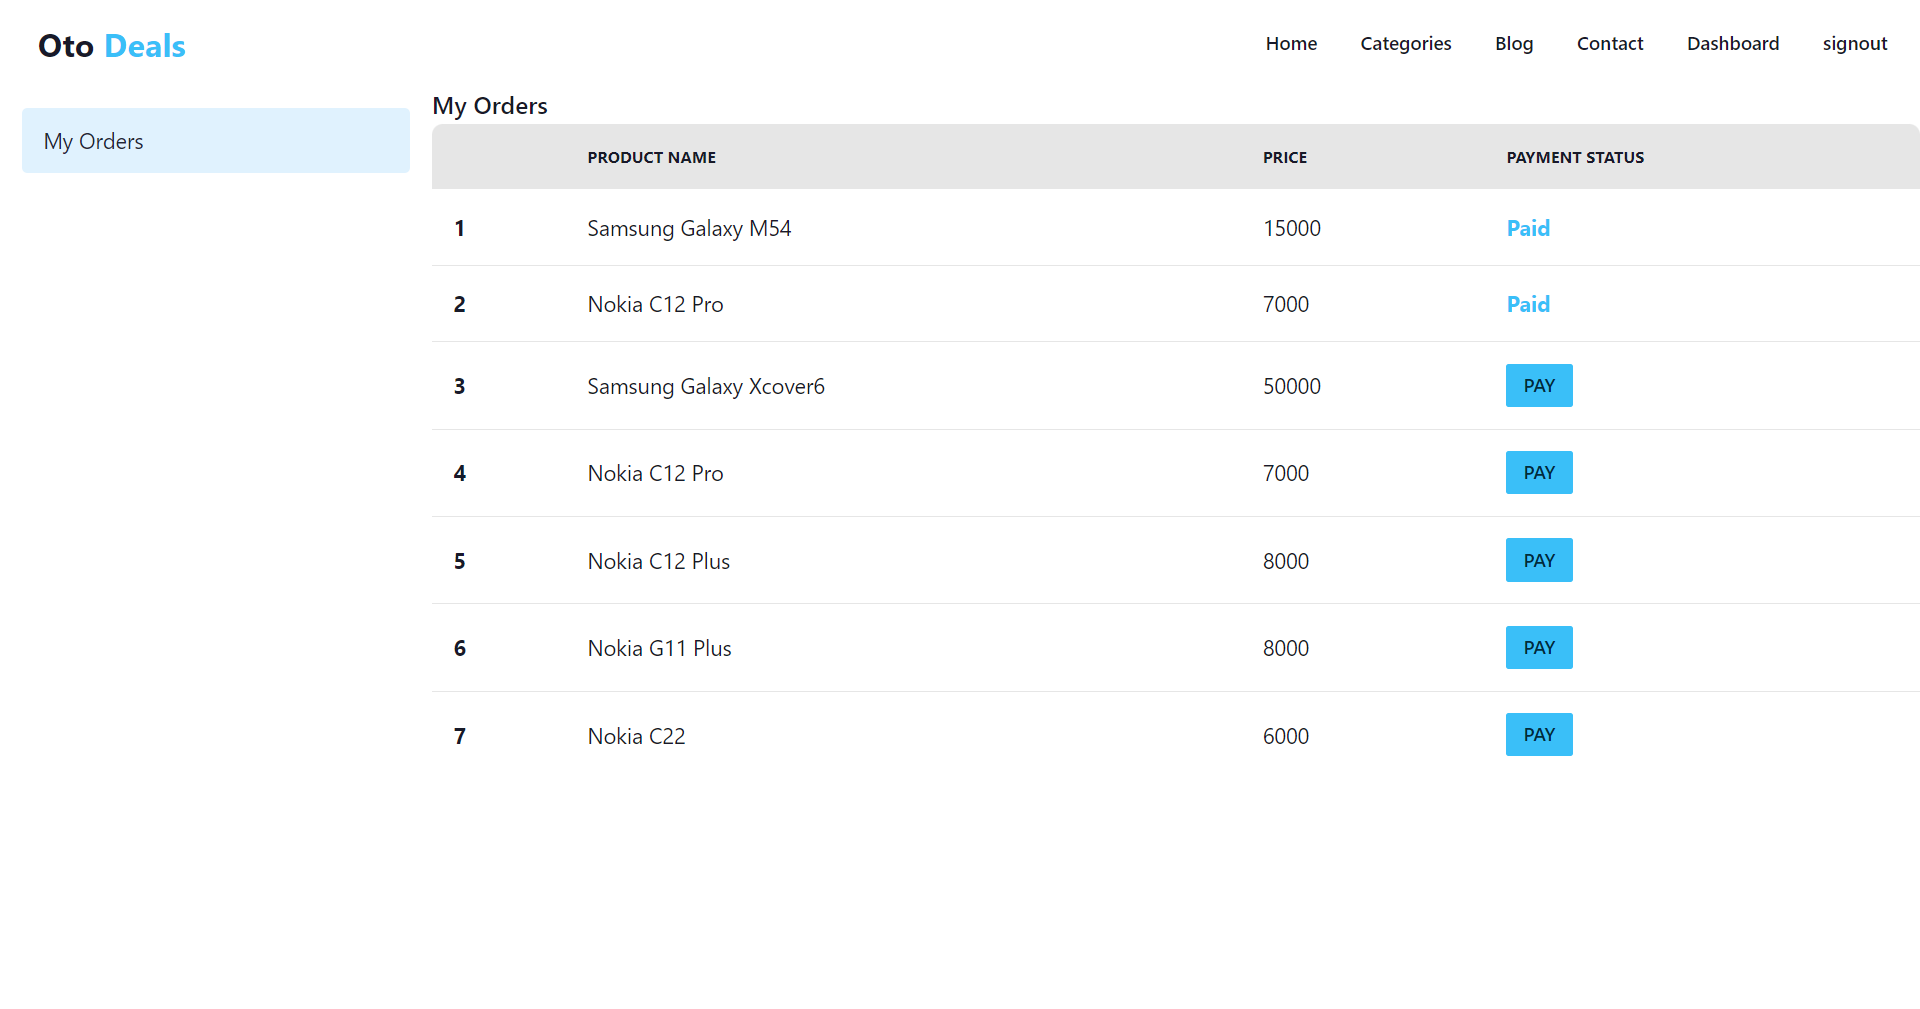 Oto Deals Home Categories Blog Contact Dashboard signout
My Orders
My Orders
PRODUCT NAME PRICE PAYMENT STATUS
1 Samsung Galaxy M54 15000 Paid
2 Nokia C12 Pro 7000 Paid
3 Samsung Galaxy Xcover6 50000 PAY
4 Nokia C12 Pro 7000 PAY
5 Nokia C12 Plus 8000 PAY
6 Nokia G11 Plus 8000 PAY
7 Nokia C22 6000 PAY